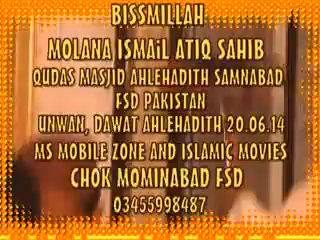 BISSMILLAH
MOLANA ISMAiL ATIQ SAHIB
QUDAS MASJID AHLEHADITH SAMNABAD
FSD PAKISTAN
UNWAN, DAWAT AHLEHADITH 20.06.14
MS MOBILE ZONE AND ISLAMIC MOVIES
CHOK MOMINABAD FSD
03455998487